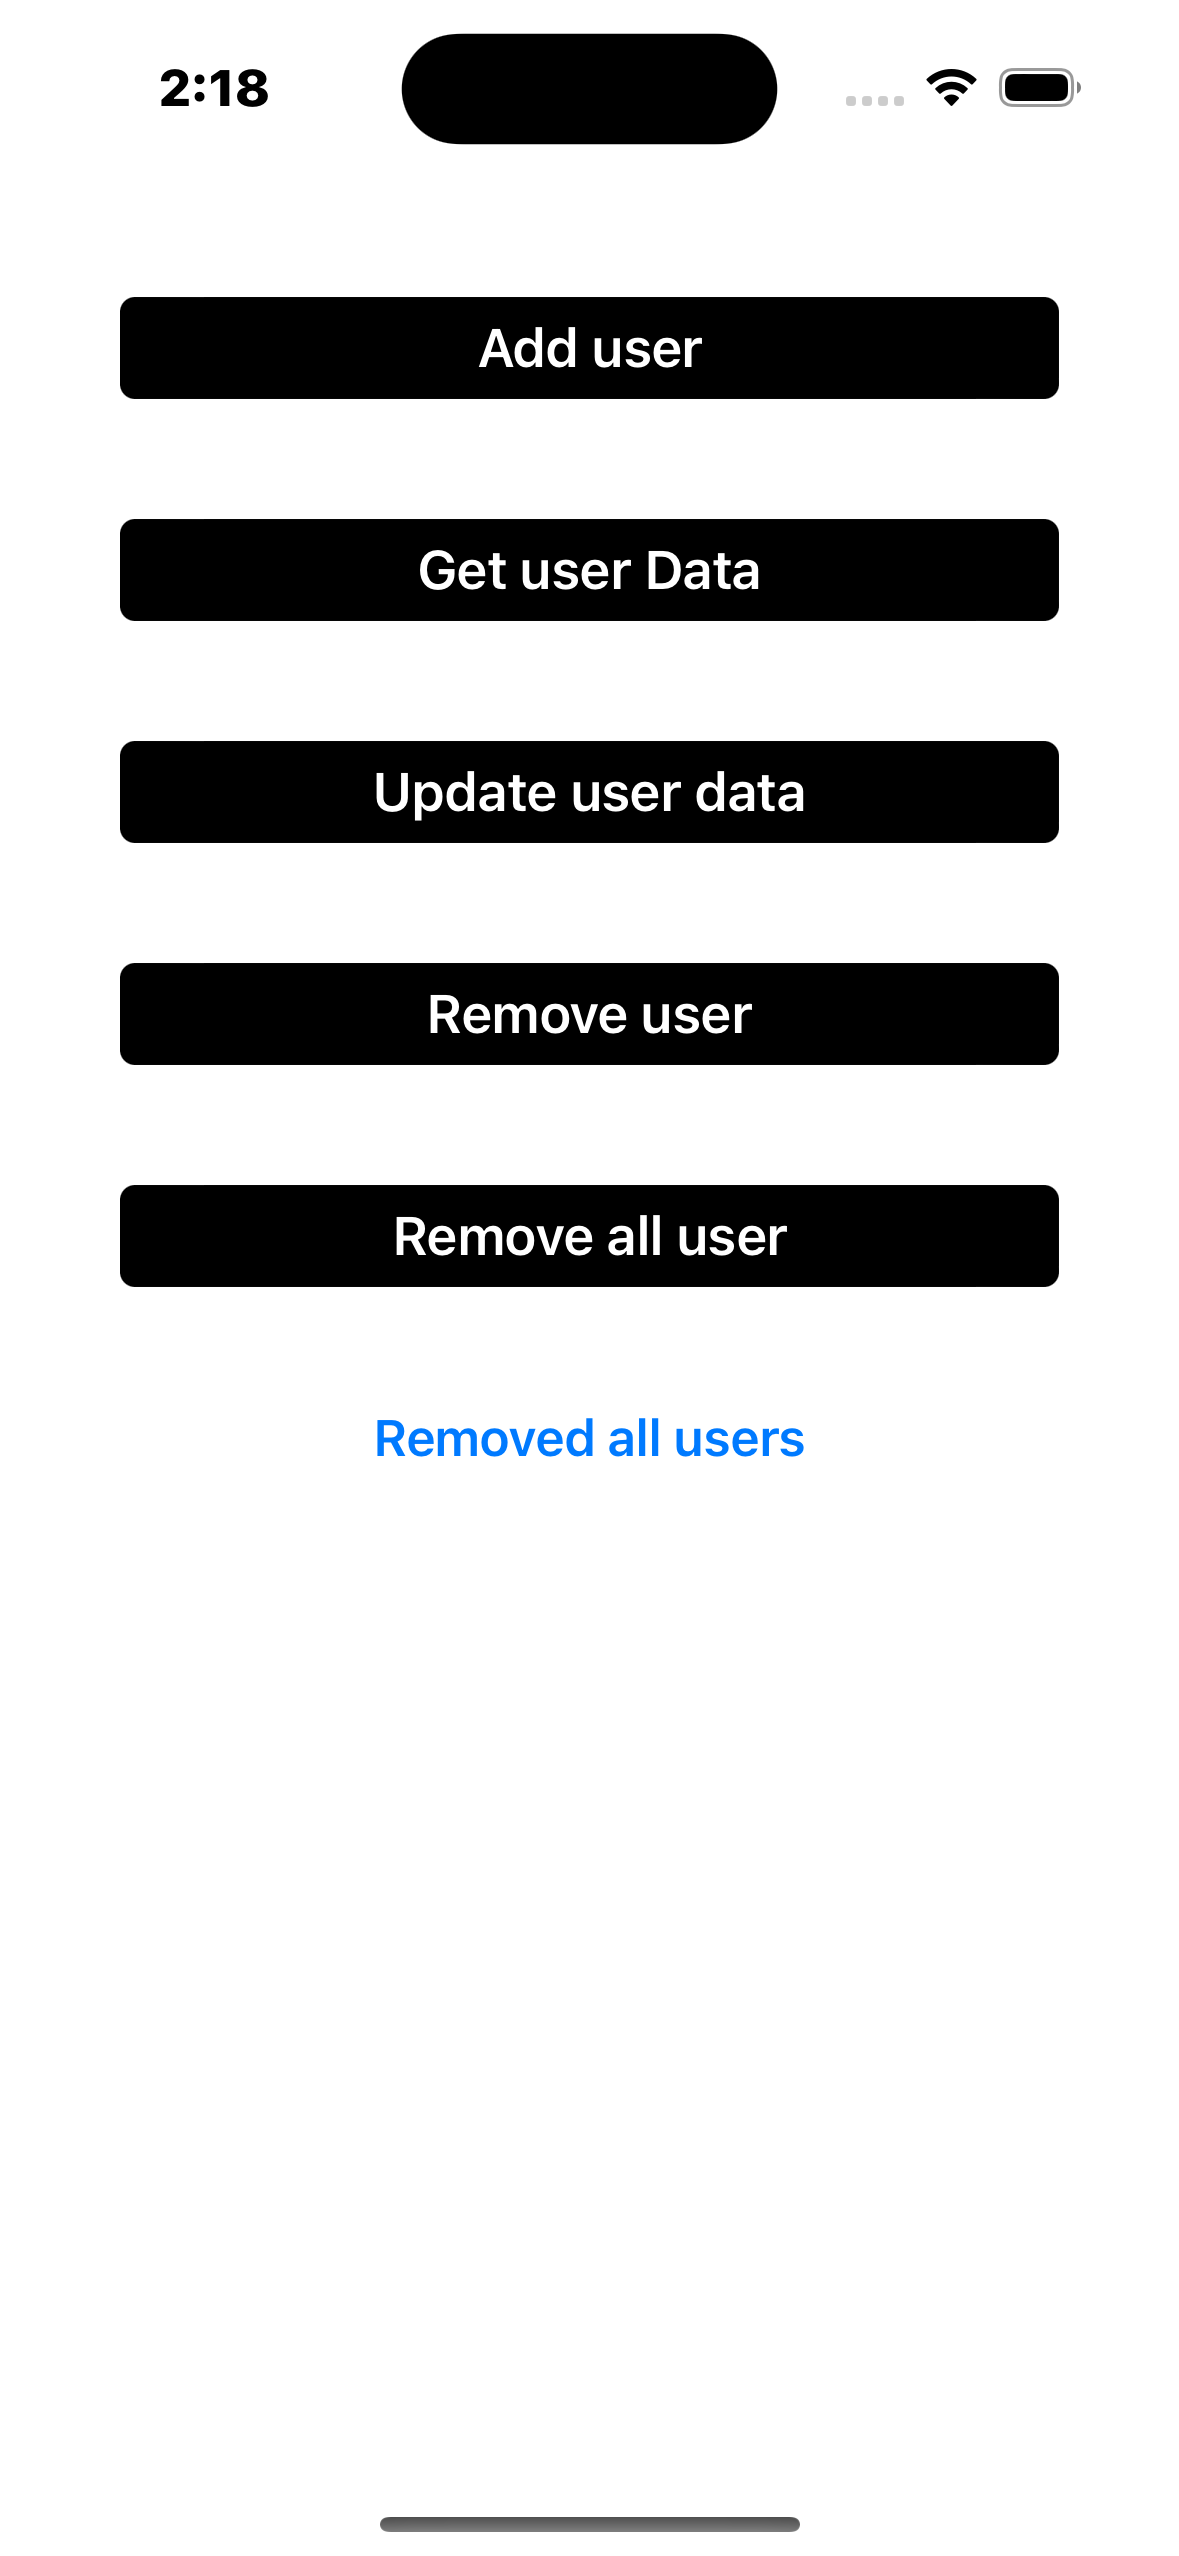 2:18
Add user
Get user Data
Update user data
Remove user
Remove all user
Removed all users